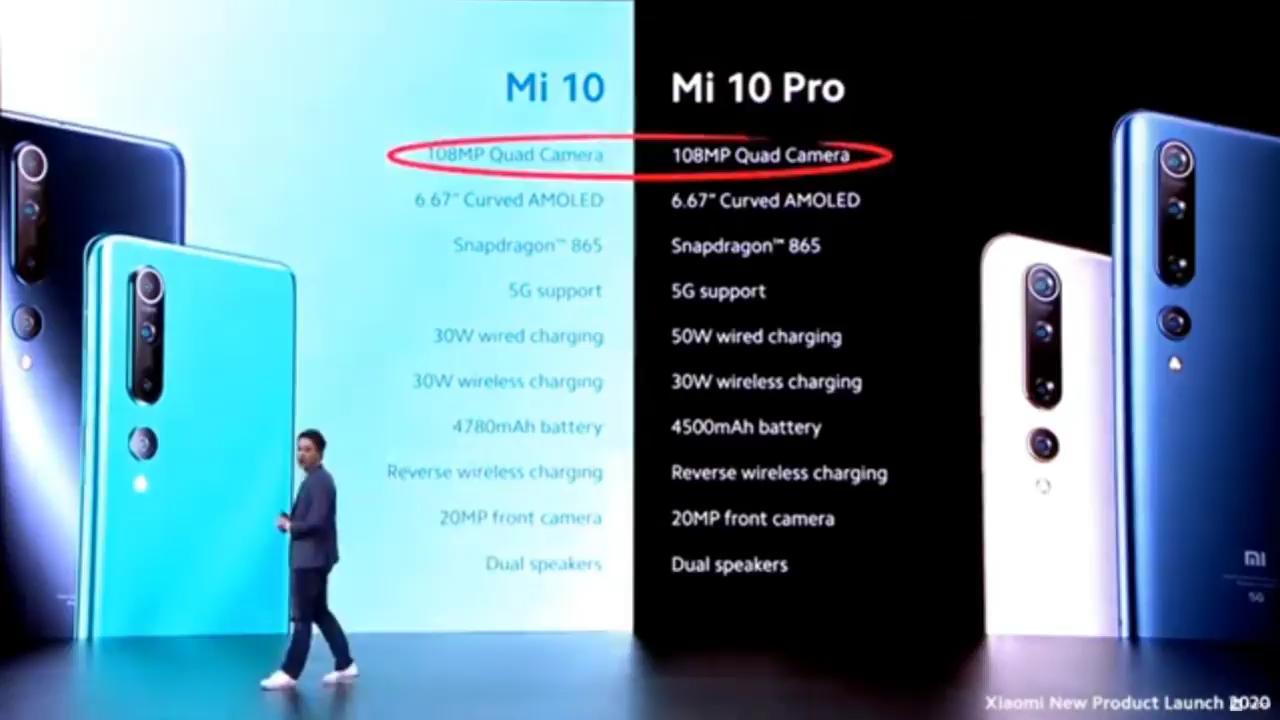 Mi 10
108MP Quad Camera
6.67" Curved AMOLED
Snapdragon™ 865
5G support
30W wired charging
30W wireless charging
4780mAh battery
Reverse wireless charging
20MP front camera
Dual speakers
Mi 10 Pro
108MP Quad Camera
6.67" Curved AMOLED
Snapdragon™ 865
5G support
50W wired charging
30W wireless charging
4500mAh battery
Reverse wireless charging
20MP front camera
Dual speakers
MI
5G
Xiaomi New Product Launch 2020